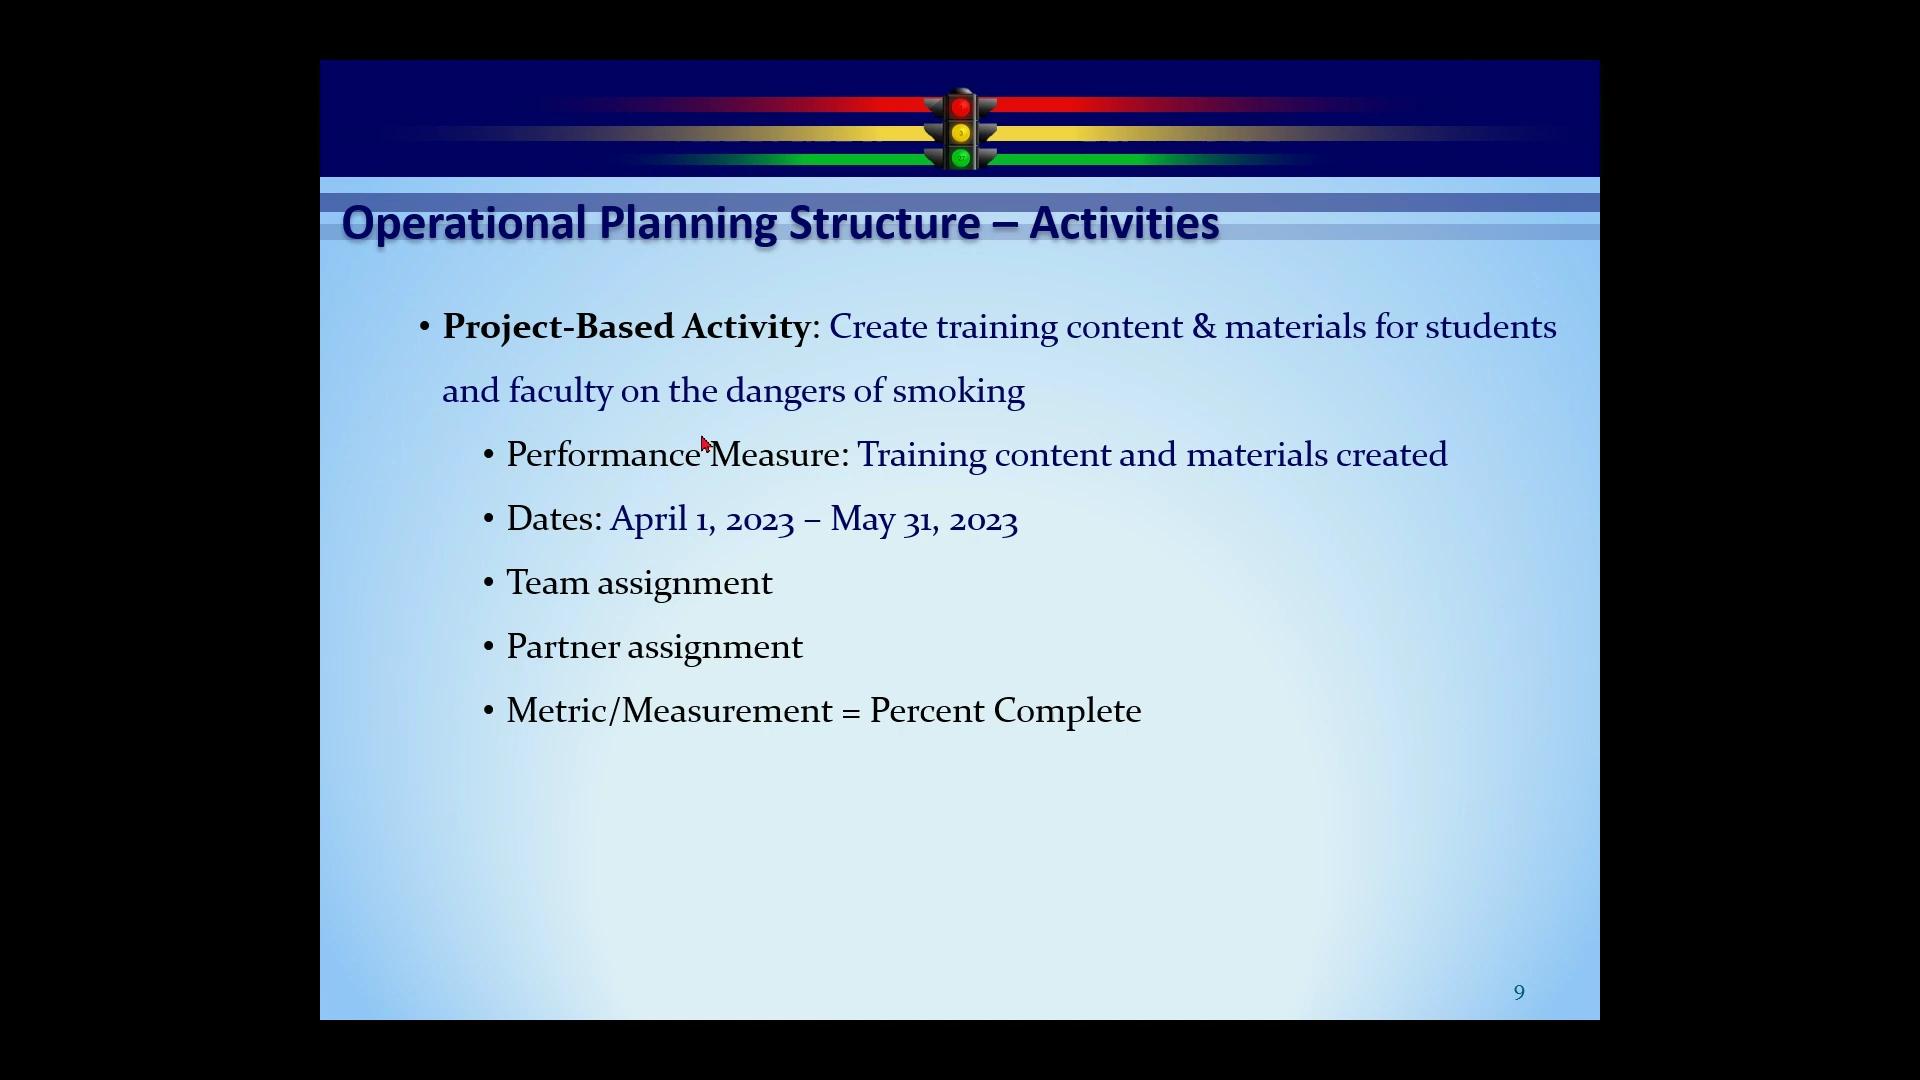 Operational Planning Structure – Activities
• Project-Based Activity: Create training content & materials for students
and faculty on the dangers of smoking
• Performance Measure: Training content and materials created
• Dates: April 1, 2023 – May 31, 2023
• Team assignment
• Partner assignment
• Metric/Measurement = Percent Complete
9